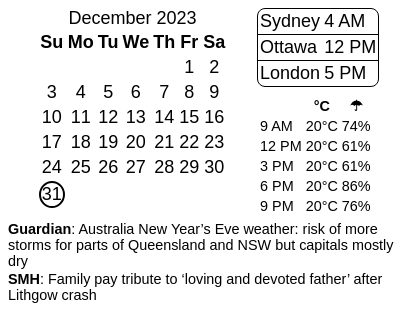 December 2023
Su Mo Tu We Th Fr Sa
1 2
3 4 5 6 7 8 9
10 11 12 13 14 15 16
17 18 19 20 21 22 23
24 25 26 27 28 29 30
31
Sydney 4 AM
Ottawa 12 PM
London 5 PM
°C ☂
9 AM 20°C 74%
12 PM 20°C 61%
3 PM 20°C 61%
6 PM 20°C 86%
9 PM 20°C 76%
Guardian: Australia New Year’s Eve weather: risk of more
storms for parts of Queensland and NSW but capitals mostly
dry
SMH: Family pay tribute to ‘loving and devoted father’ after
Lithgow crash